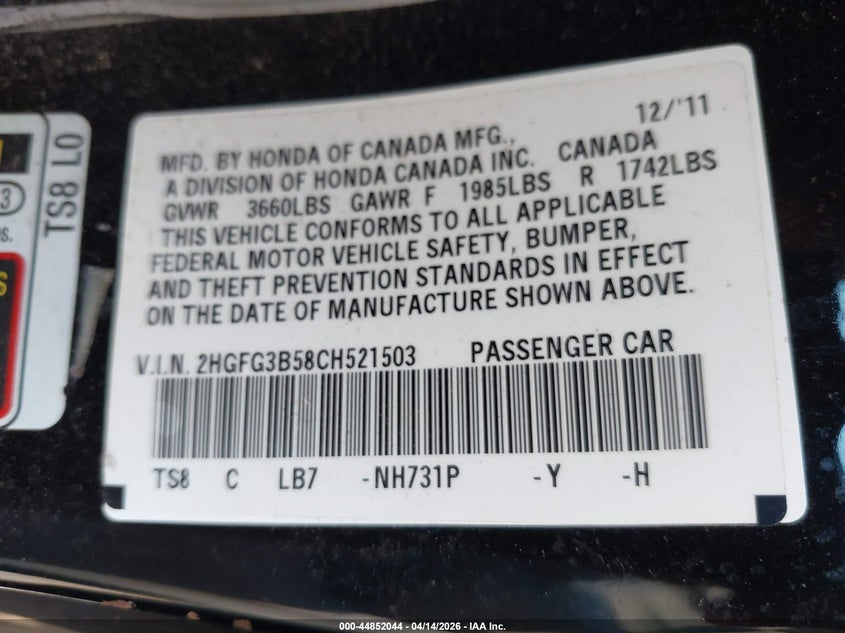 TS8 L0
3
S.
S
12/'11
MFD. BY HONDA OF CANADA MFG.,
A DIVISION OF HONDA CANADA INC. CANADA
GVWR 3660LBS GAWR F 1985LBS R 1742LBS
THIS VEHICLE CONFORMS TO ALL APPLICABLE
FEDERAL MOTOR VEHICLE SAFETY, BUMPER,
AND THEFT PREVENTION STANDARDS IN EFFECT
ON THE DATE OF MANUFACTURE SHOWN ABOVE.
V.I.N. 2HGFG3B58CH521503 PASSENGER CAR
TS8 C LB7 -NH731P -Y -H
000-44852044 - 04/14/2026 - IAA Inc.